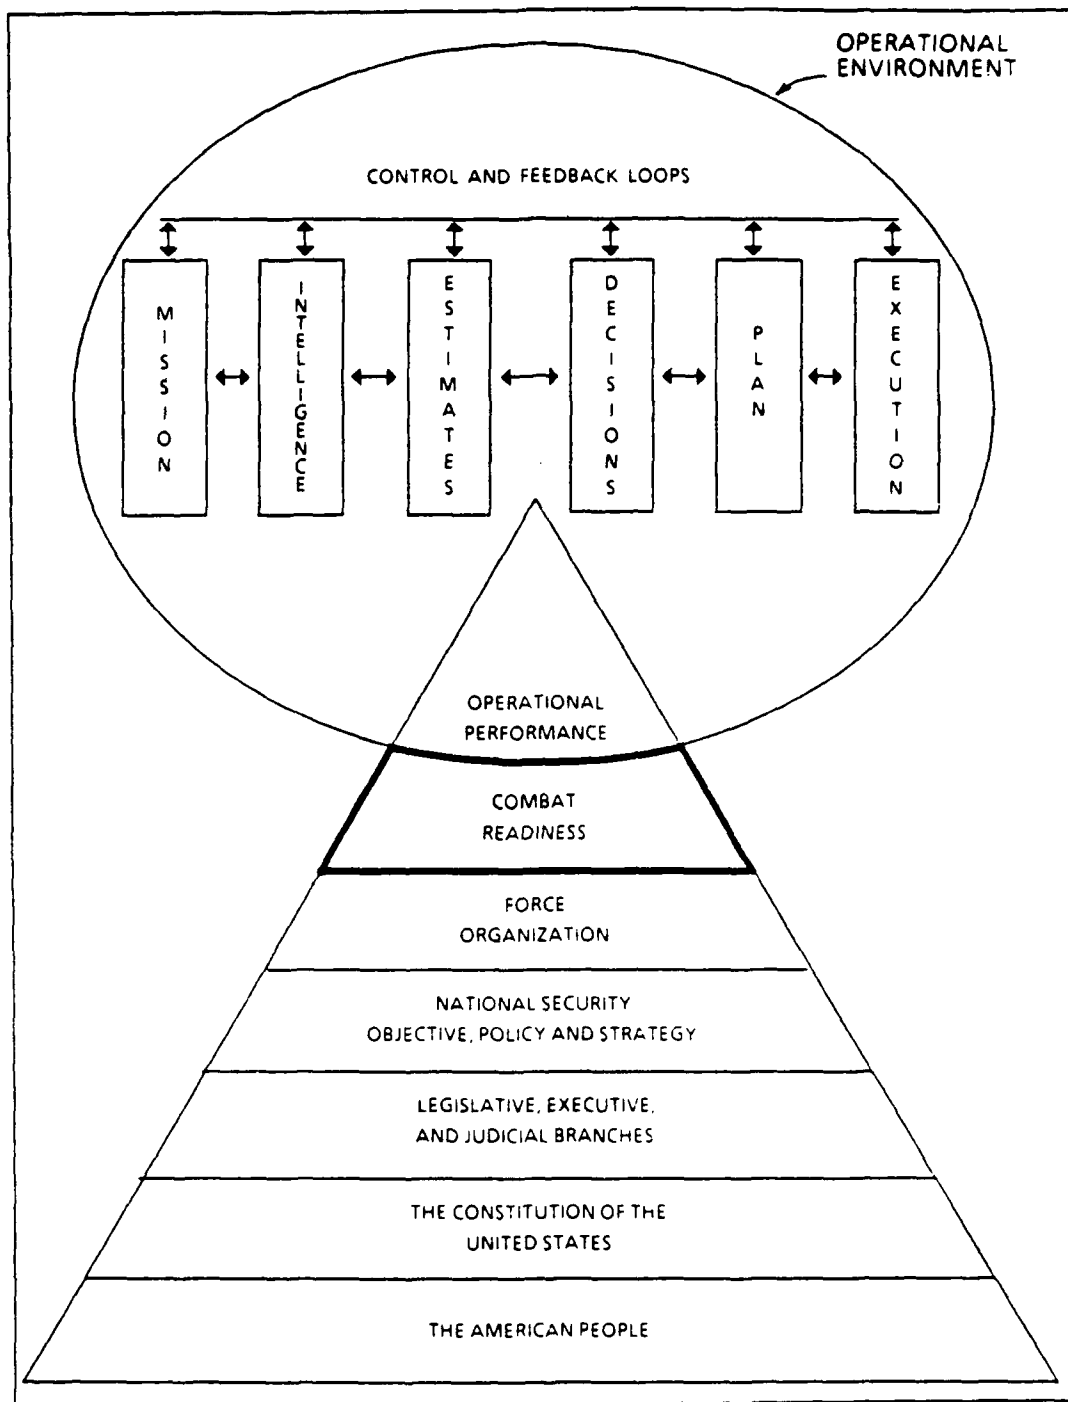 OPERATIONAL
ENVIRONMENT
CONTROL AND FEEDBACK LOOPS
MISSION
INTELLIGENCE
ESTIMATES
DECISIONS
PLAN
EXECUTION
OPERATIONAL
PERFORMANCE
COMBAT
READINESS
FORCE
ORGANIZATION
NATIONAL SECURITY
OBJECTIVE, POLICY AND STRATEGY
LEGISLATIVE, EXECUTIVE,
AND JUDICIAL BRANCHES
THE CONSTITUTION OF THE
UNITED STATES
THE AMERICAN PEOPLE